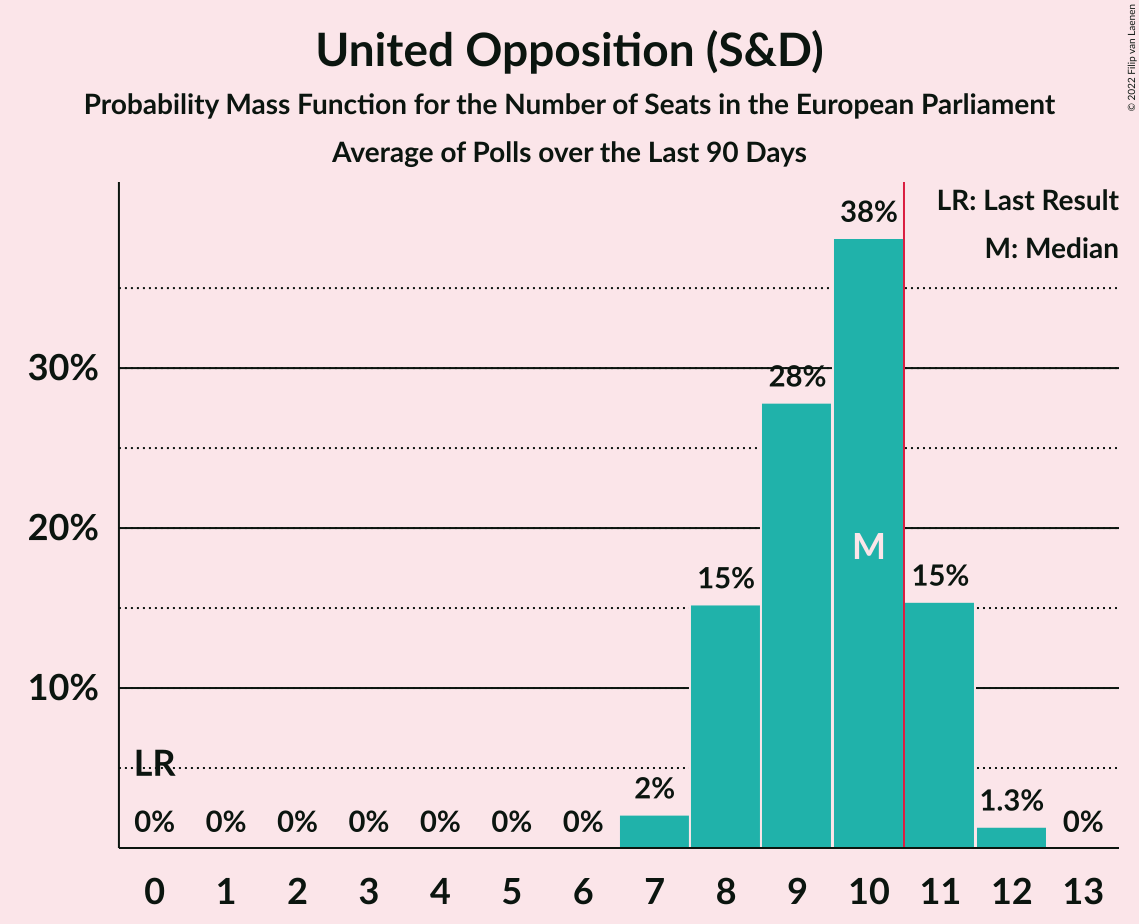 United Opposition (S&D)
Probability Mass Function for the Number of Seats in the European Parliament
Average of Polls over the Last 90 Days
© 2022 Filip van Laenen
LR: Last Result
M: Median
38%
30%
28%
20%
M
15%
15%
10%
LR
2%
1.3%
0% 0% 0% 0% 0% 0% 0% 0%
0 1 2 3 4 5 6 7 8 9 10 11 12 13